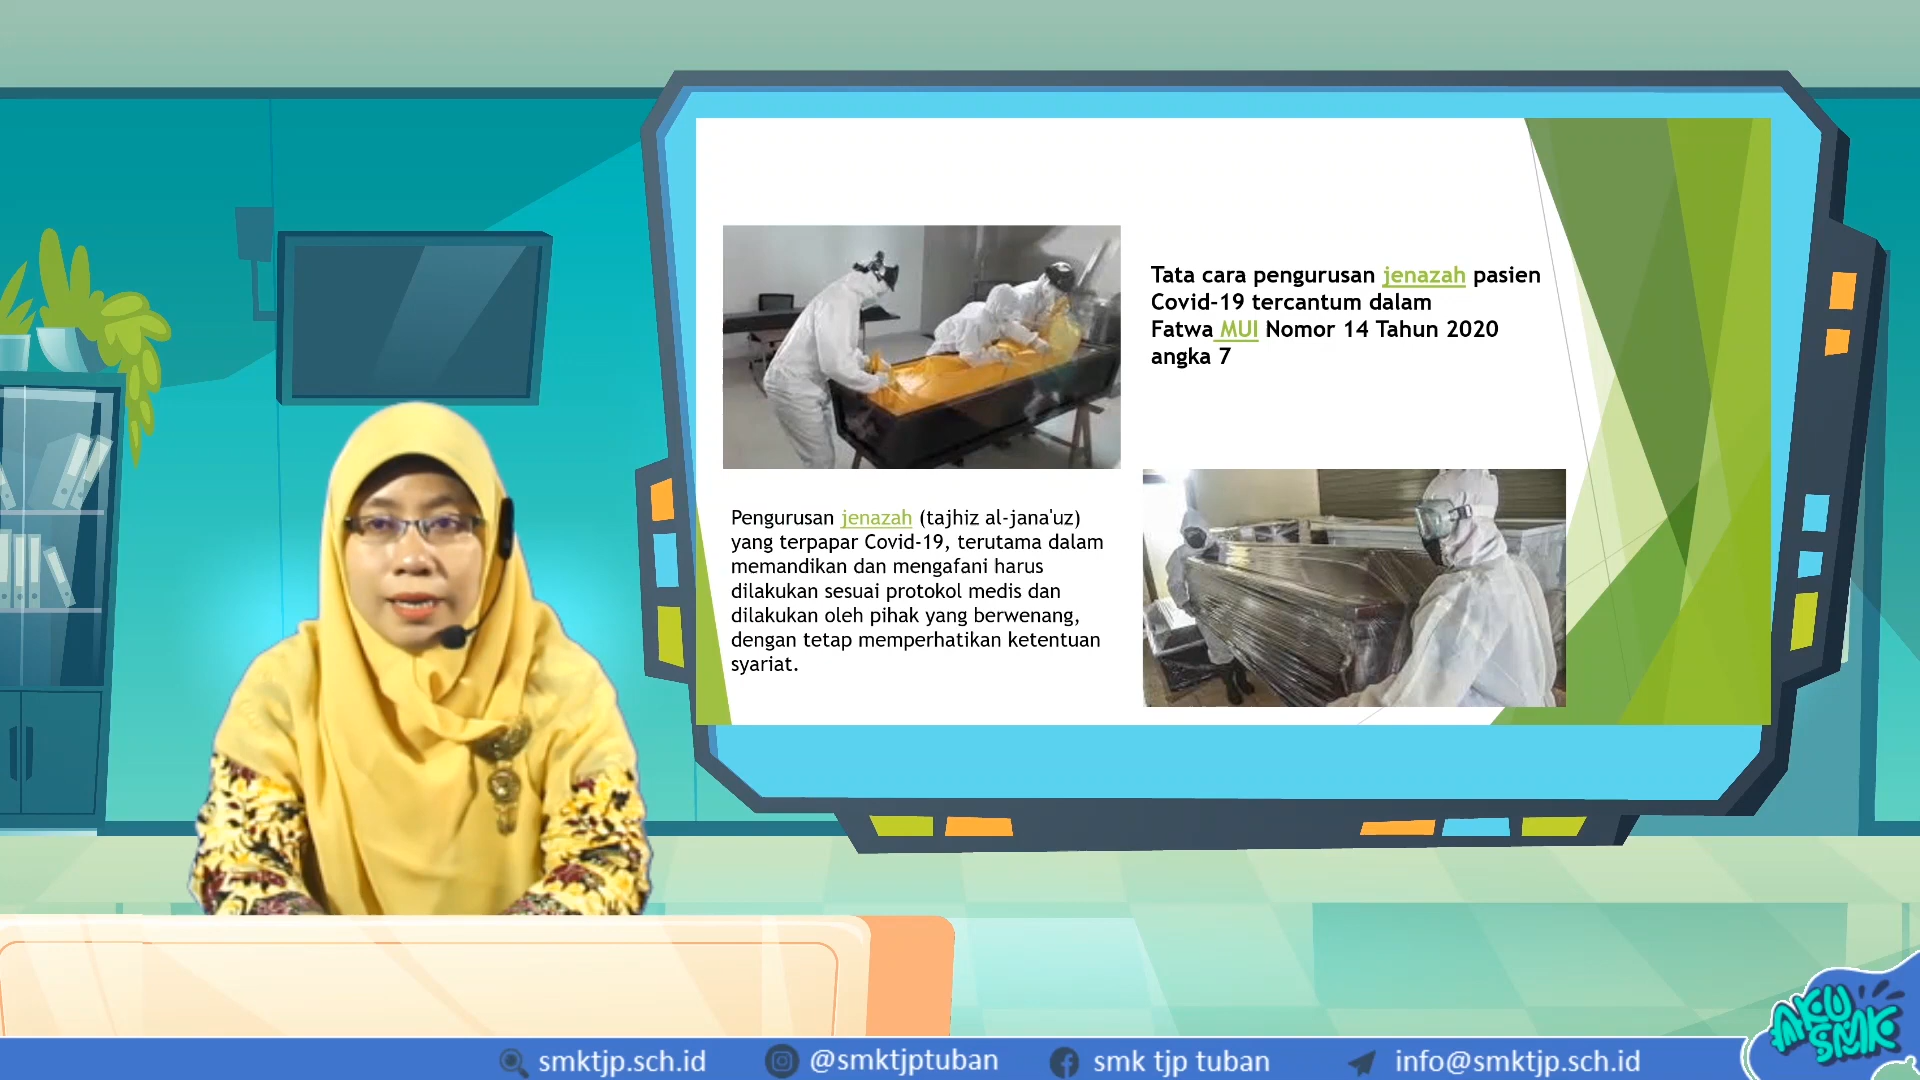 Tata cara pengurusan jenazah pasien
Covid-19 tercantum dalam
Fatwa MUI Nomor 14 Tahun 2020
angka 7
Pengurusan jenazah (tajhiz al-jana'uz)
yang terpapar Covid-19, terutama dalam
memandikan dan mengafani harus
dilakukan sesuai protokol medis dan
dilakukan oleh pihak yang berwenang,
dengan tetap memperhatikan ketentuan
syariat.
smktjp.sch.id
@smktjptuban
smk tjp tuban
info@smktjp.sch.id
AKU
SMK